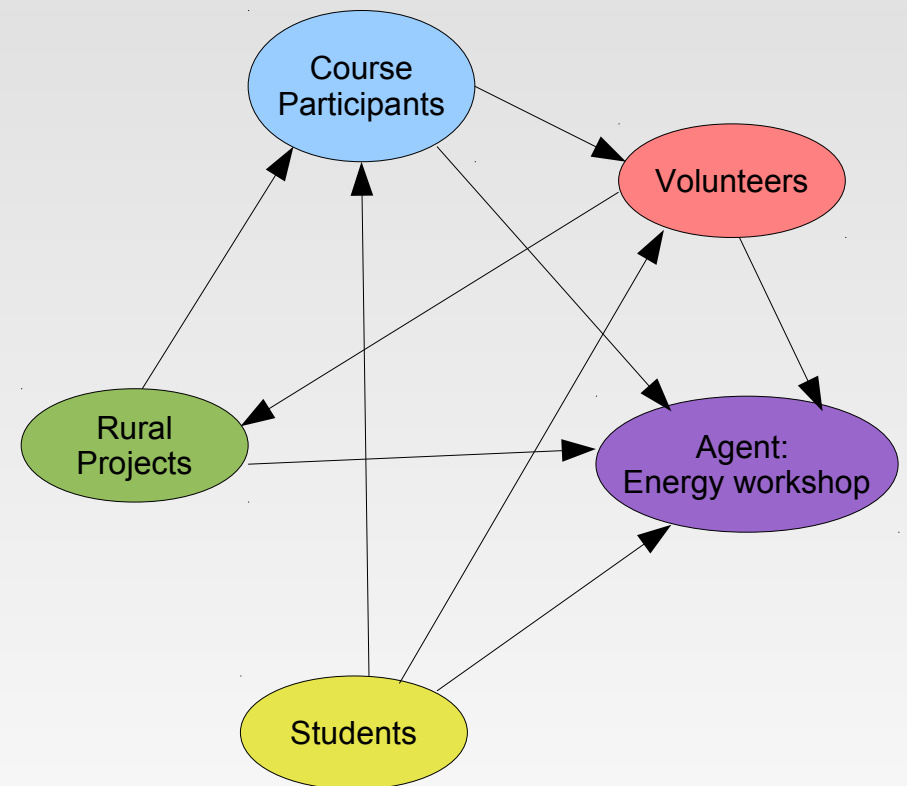 Course
Participants
Volunteers
Rural
Projects
Agent:
Energy workshop
Students